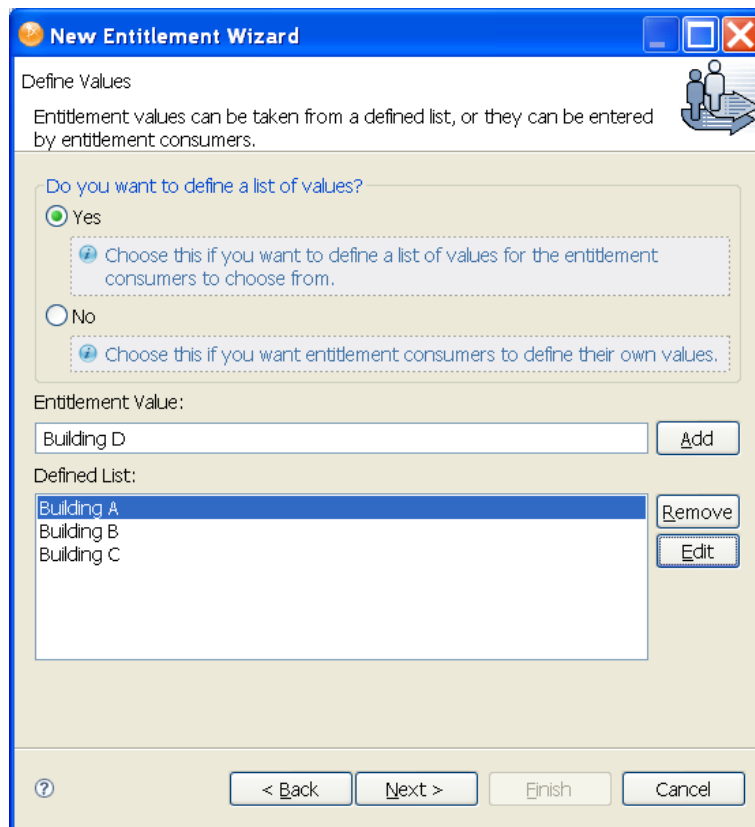 New Entitlement Wizard
Define Values
Entitlement values can be taken from a defined list, or they can be entered
by entitlement consumers.
Do you want to define a list of values?
Yes
Choose this if you want to define a list of values for the entitlement
consumers to choose from.
No
Choose this if you want entitlement consumers to define their own values.
Entitlement Value:
Building D
Add
Defined List:
Building A
Building B
Building C
Remove
Edit
?
< Back
Next >
Finish
Cancel